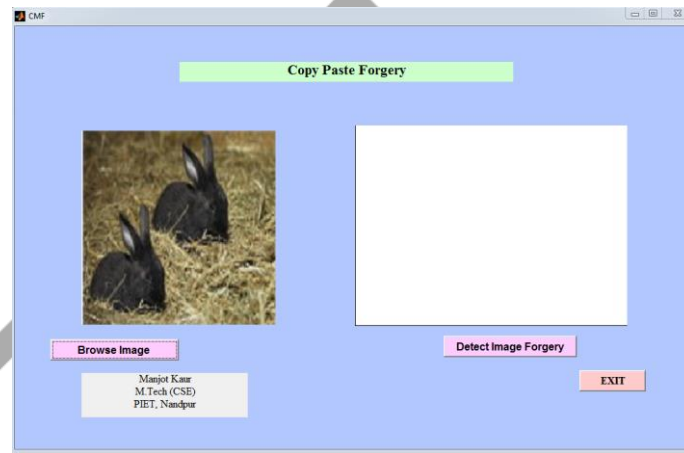 CMF
Copy Paste Forgery
Browse Image
Detect Image Forgery
Manjot Kaur
M.Tech (CSE)
PIET, Nandpur
EXIT